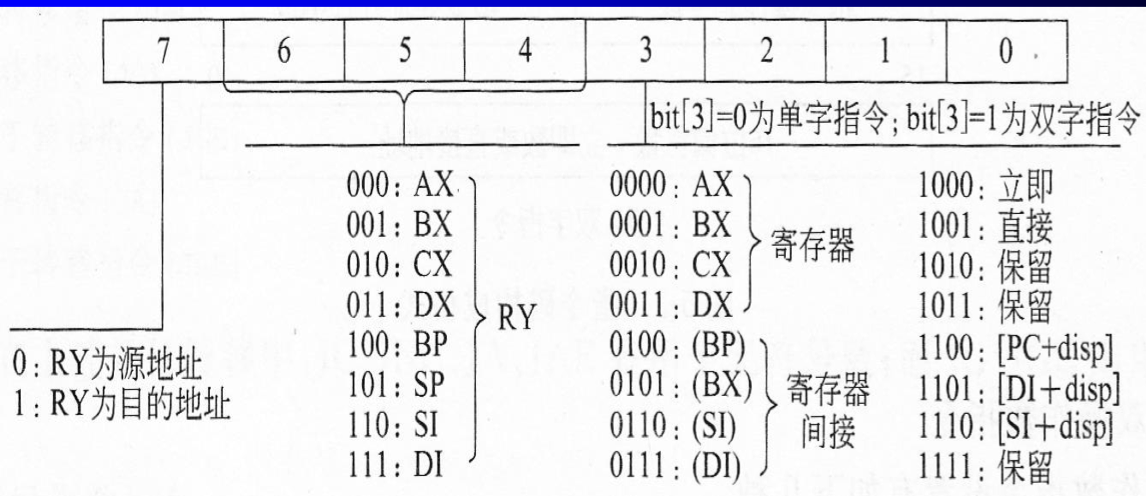 7 6 5 4 3 2 1 0
bit[3]=0为单字指令; bit[3]=1为双字指令
000: AX 0000: AX 1000: 立即
001: BX 0001: BX 1001: 直接
寄存器
010: CX 0010: CX 1010: 保留
011: DX 0011: DX 1011: 保留
RY
100: BP 0100: (BP) 1100: [PC+disp]
0: RY为源地址
101: SP 0101: (BX) 1101: [DI+disp]
寄存器
1: RY为目的地址
110: SI 0110: (SI) 1110: [SI+disp]
间接
111: DI 0111: (DI) 1111: 保留